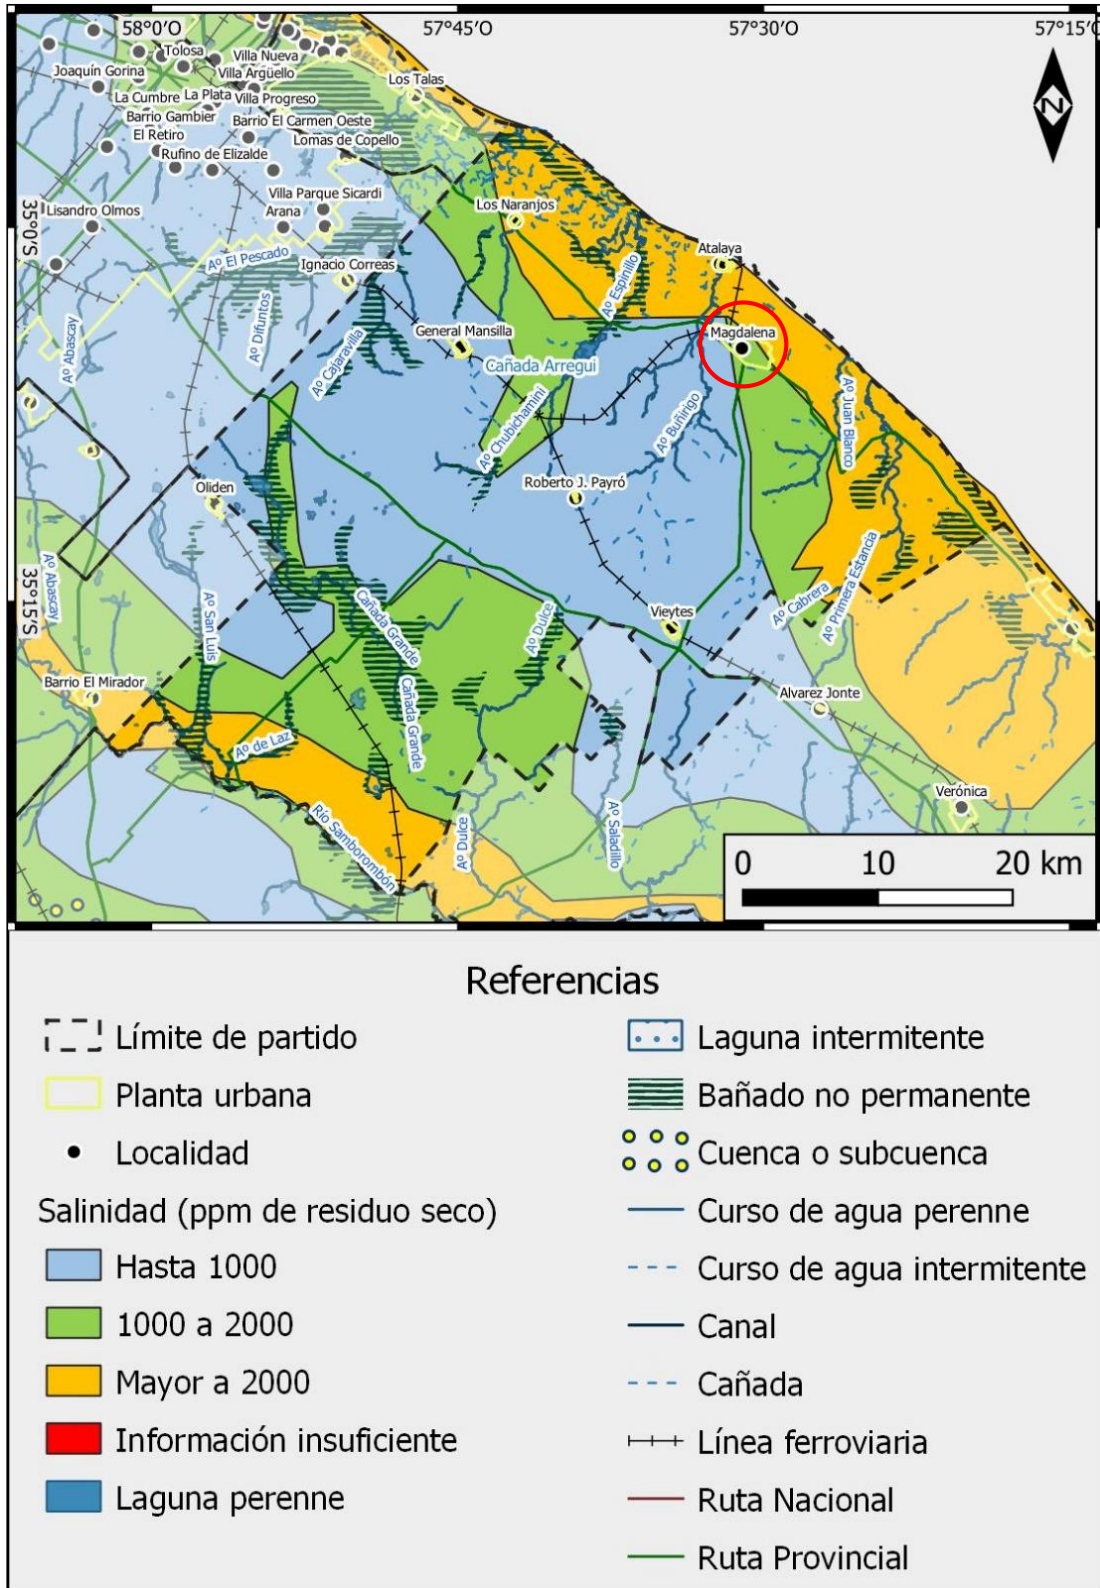 58°0′O
57°45′O
57°30′O
57°15′O
Tolosa
Villa Nueva
Joaquín Gorina
Villa Argüello
Los Talas
La Cumbre
La Plata
Villa Progreso
Barrio Gambier
Barrio El Carmen Oeste
El Retiro
Lomas de Copello
Rufino de Elizalde
Villa Parque Sicardi
Lisandro Olmos
Arana
Los Naranjos
35°0′S
Aº El Pescado
Atalaya
Ignacio Correas
Aº Espinillo
Aº Difuntos
Aº Abascay
General Mansilla
Magdalena
Aº Cajaravilla
Cañada Arregui
Aº Juan Blanco
Aº Buñirigo
Aº Chubichamini
Oliden
Roberto J. Payró
35°15′S
Aº Abascay
Aº San Luis
Cañada Grande
Aº Dulce
Vieytes
Aº Cabrera
Aº Primera Estancia
Barrio El Mirador
Cañada Grande
Alvarez Jonte
Aº de Laz
Verónica
Río Samborombón
Aº Dulce
Aº Saladillo
N
0 10 20 km
Referencias
Límite de partido
Planta urbana
Localidad
Salinidad (ppm de residuo seco)
Hasta 1000
1000 a 2000
Mayor a 2000
Información insuficiente
Laguna perenne
Laguna intermitente
Bañado no permanente
Cuenca o subcuenca
Curso de agua perenne
Curso de agua intermitente
Canal
Cañada
Línea ferroviaria
Ruta Nacional
Ruta Provincial